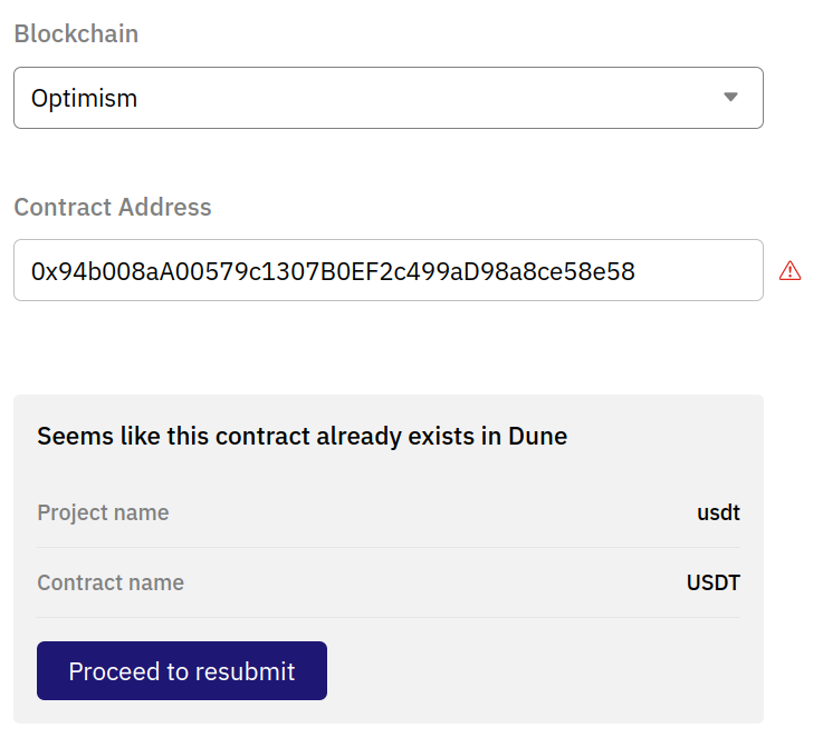 Blockchain
Optimism
Contract Address
0x94b008aA00579c1307B0EF2c499aD98a8ce58e58
Seems like this contract already exists in Dune
Project name usdt
Contract name USDT
Proceed to resubmit